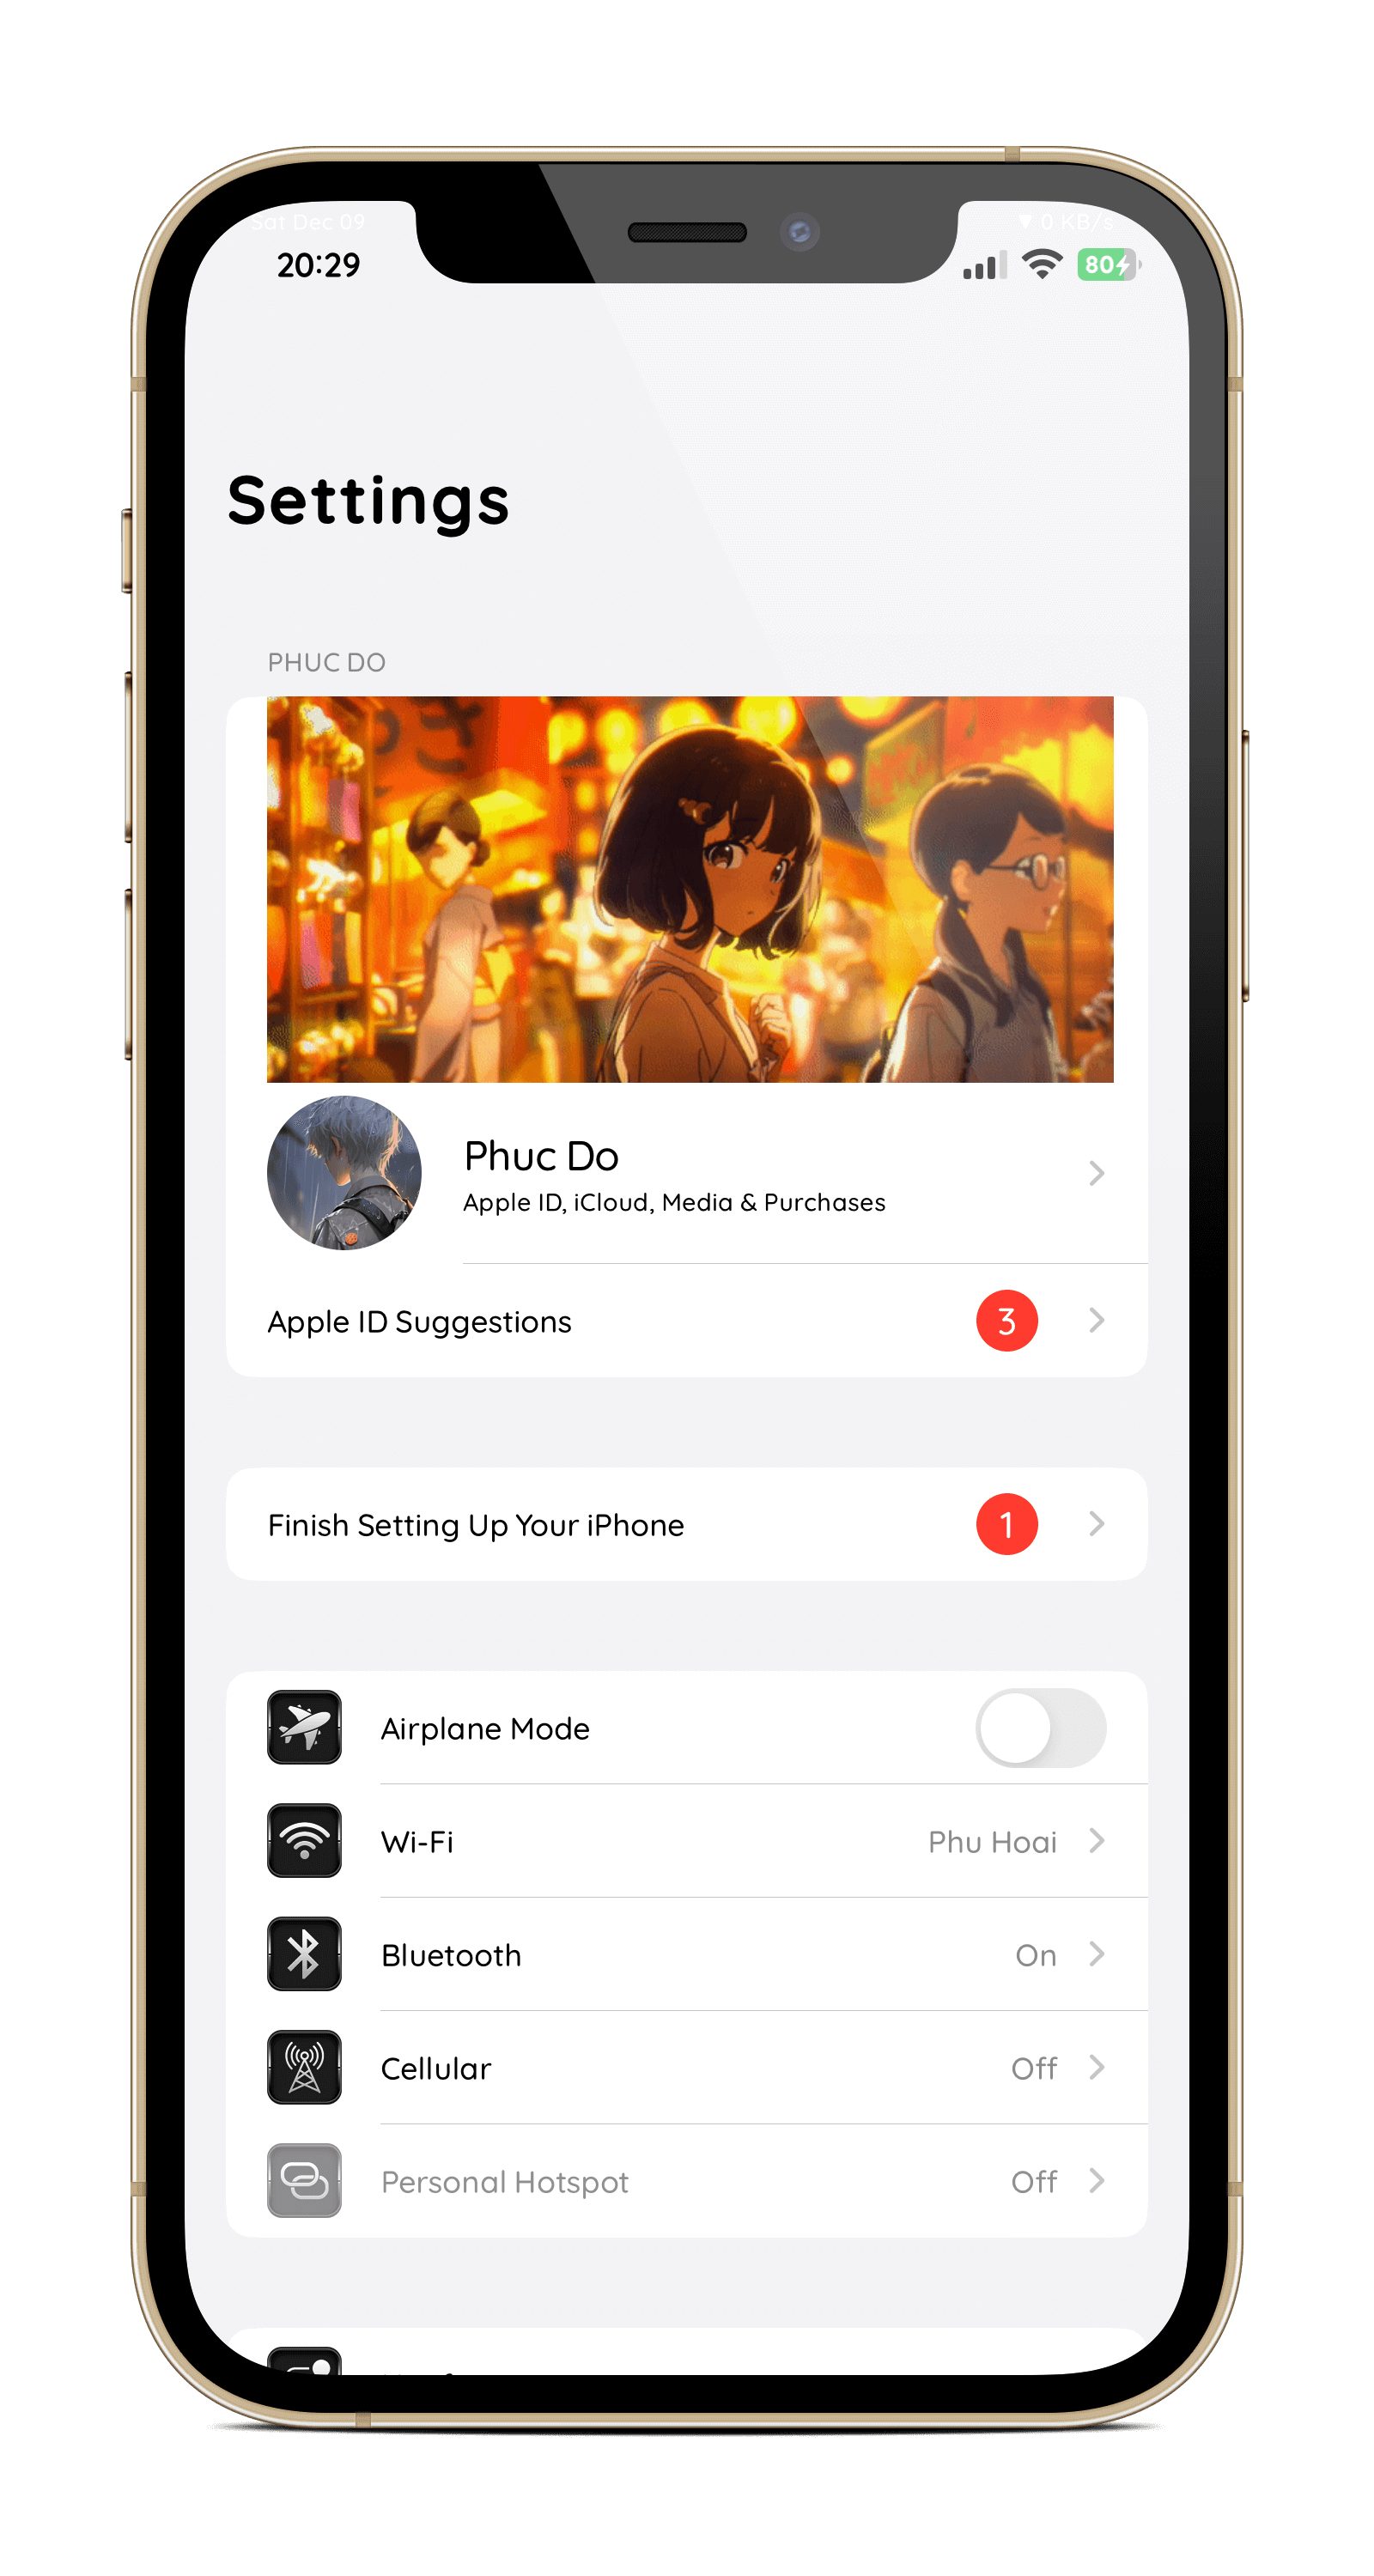 Sat Dec 09
▼ 0 KB/s
20:29
80
Settings
PHUC DO
Phuc Do
Apple ID, iCloud, Media & Purchases
Apple ID Suggestions
3
Finish Setting Up Your iPhone
1
Airplane Mode
Wi-Fi
Phu Hoai
Bluetooth
On
Cellular
Off
Personal Hotspot
Off